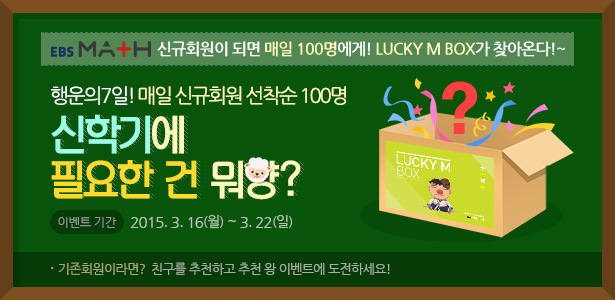 EBS MATH 신규회원이 되면 매일 100명에게! LUCKY M BOX가 찾아온다!~
행운의7일! 매일 신규회원 선착순 100명
신학기에
필요한 건 뭐양?
이벤트 기간 2015. 3. 16(월) ~ 3. 22(일)
?
LUCKY M
BOX
· 기존회원이라면? 친구를 추천하고 추천 왕 이벤트에 도전하세요!